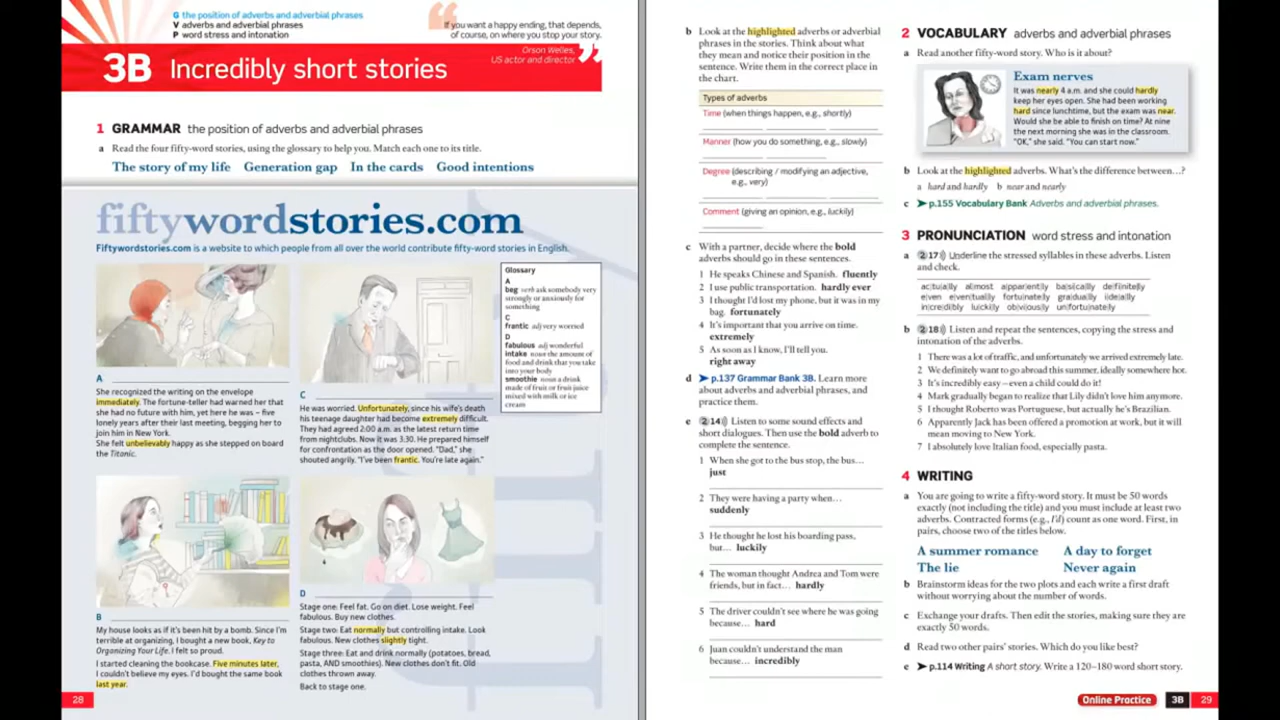 G the position of adverbs and adverbial phrases
V adverbs and adverbial phrases
P word stress and intonation
If you want a happy ending, that depends,
of course, on where you stop your story.
Orson Welles,
US actor and director
3B Incredibly short stories
1 GRAMMAR the position of adverbs and adverbial phrases
a Read the four fifty-word stories, using the glossary to help you. Match each one to its title.
The story of my life Generation gap In the cards Good intentions
fiftywordstories.com
Fiftywordstories.com is a website to which people from all over the world contribute fifty-word stories in English.
A
She recognized the writing on the envelope
immediately. The fortune-teller had warned her that
she had no future with him, yet here he was – five
lonely years after their last meeting, begging her to
join him in New York.
She felt unbelievably happy as she stepped on board
the Titanic.
B
My house looks as if it's been hit by a bomb. Since I'm
terrible at organizing, I bought a new book, Key to
Organizing Your Life. I felt so proud.
I started cleaning the bookcase. Five minutes later,
I couldn't believe my eyes. I'd bought the same book
last year.
C
He was worried. Unfortunately, since his wife's death
his teenage daughter had become extremely difficult.
They had agreed 2:00 a.m. as the latest return time
from nightclubs. Now it was 3:30. He prepared himself
for confrontation as the door opened. "Dad," she
shouted angrily. "I've been frantic. You're late again."
D
Stage one: Feel fat. Go on diet. Lose weight. Feel
fabulous. Buy new clothes.
Stage two: Eat normally but controlling intake. Look
fabulous. New clothes slightly tight.
Stage three: Eat and drink normally (potatoes, bread,
pasta, AND smoothies). New clothes don't fit. Old
clothes thrown away.
Back to stage one.
Glossary
A
beg verb ask somebody very
strongly or anxiously for
something
C
frantic adj very worried
D
fabulous adj wonderful
intake noun the amount of
food and drink that you take
into your body
smoothie noun a drink
made of fruit or fruit juice
mixed with milk or ice
cream
28
b Look at the highlighted adverbs or adverbial
phrases in the stories. Think about what
they mean and notice their position in the
sentence. Write them in the correct place in
the chart.
Types of adverbs
Time (when things happen, e.g., shortly)
Manner (how you do something, e.g., slowly)
Degree (describing / modifying an adjective,
e.g., very)
Comment (giving an opinion, e.g., luckily)
c With a partner, decide where the bold
adverbs should go in these sentences.
1 He speaks Chinese and Spanish. fluently
2 I use public transportation. hardly ever
3 I thought I'd lost my phone, but it was in my
bag. fortunately
4 It's important that you arrive on time.
extremely
5 As soon as I know, I'll tell you.
right away
d p.137 Grammar Bank 3B. Learn more
about adverbs and adverbial phrases, and
practice them.
e 2 14 Listen to some sound effects and
short dialogues. Then use the bold adverb to
complete the sentence.
1 When she got to the bus stop, the bus…
just
2 They were having a party when…
suddenly
3 He thought he lost his boarding pass,
but… luckily
4 The woman thought Andrea and Tom were
friends, but in fact… hardly
5 The driver couldn't see where he was going
because… hard
6 Juan couldn't understand the man
because… incredibly
2 VOCABULARY adverbs and adverbial phrases
a Read another fifty-word story. Who is it about?
Exam nerves
It was nearly 4 a.m. and she could hardly
keep her eyes open. She had been working
hard since lunchtime, but the exam was near.
Would she be able to finish on time? At nine
the next morning she was in the classroom.
"OK," she said. "You can start now."
b Look at the highlighted adverbs. What's the difference between…?
a hard and hardly b near and nearly
c p.155 Vocabulary Bank Adverbs and adverbial phrases.
3 PRONUNCIATION word stress and intonation
a 2 17 Underline the stressed syllables in these adverbs. Listen
and check.
ac|tu|ally al|most a|pparent|ly ba|sica|lly de|finite|ly
e|ven e|ventua|lly for|tunate|ly gra|dually i|deally
in|cre|dibly lu|ckily ob|vious|ly un|for|tunate|ly
b 2 18 Listen and repeat the sentences, copying the stress and
intonation of the adverbs.
1 There was a lot of traffic, and unfortunately we arrived extremely late.
2 We definitely want to go abroad this summer, ideally somewhere hot.
3 It's incredibly easy – even a child could do it!
4 Mark gradually began to realize that Lily didn't love him anymore.
5 I thought Roberto was Portuguese, but actually he's Brazilian.
6 Apparently Jack has been offered a promotion at work, but it will
mean moving to New York.
7 I absolutely love Italian food, especially pasta.
4 WRITING
a You are going to write a fifty-word story. It must be 50 words
exactly (not including the title) and you must include at least two
adverbs. Contracted forms (e.g., I'd) count as one word. First, in
pairs, choose two of the titles below.
A summer romance A day to forget
The lie Never again
b Brainstorm ideas for the two plots and each write a first draft
without worrying about the number of words.
c Exchange your drafts. Then edit the stories, making sure they are
exactly 50 words.
d Read two other pairs' stories. Which do you like best?
e p.114 Writing A short story. Write a 120–180 word short story.
Online Practice 3B 29